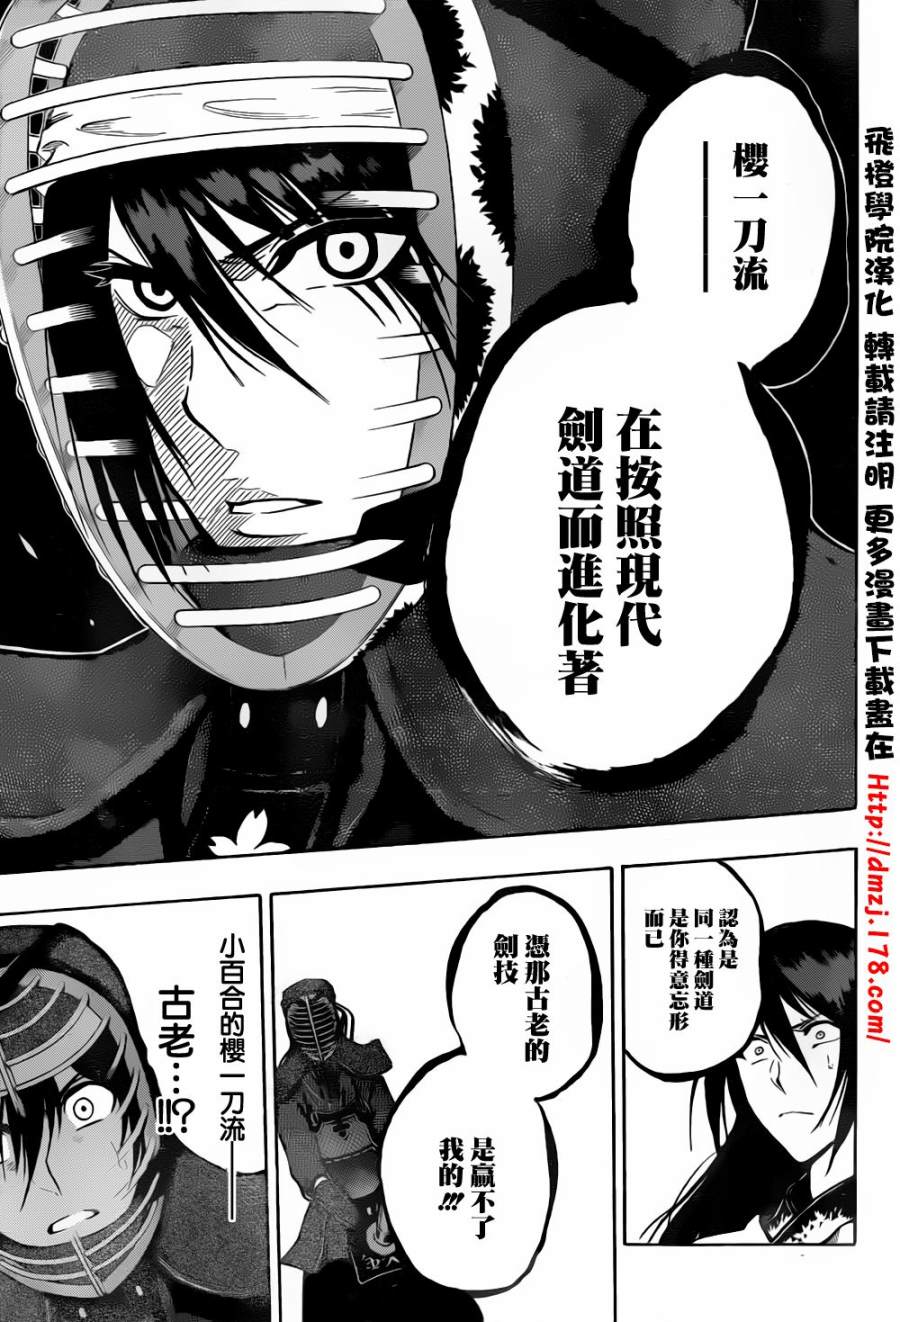 櫻一刀流
——
在按照現代
劍道而進化著
認為是
同一種劍道
是你得意忘形
而已
憑那古老的
劍技
是贏不了
我的!!!
小百合的櫻一刀流——
古老…!!?
飛橙學院漢化 轉載請注明 更多漫畫下載盡在 Http://dmzj.178.com/